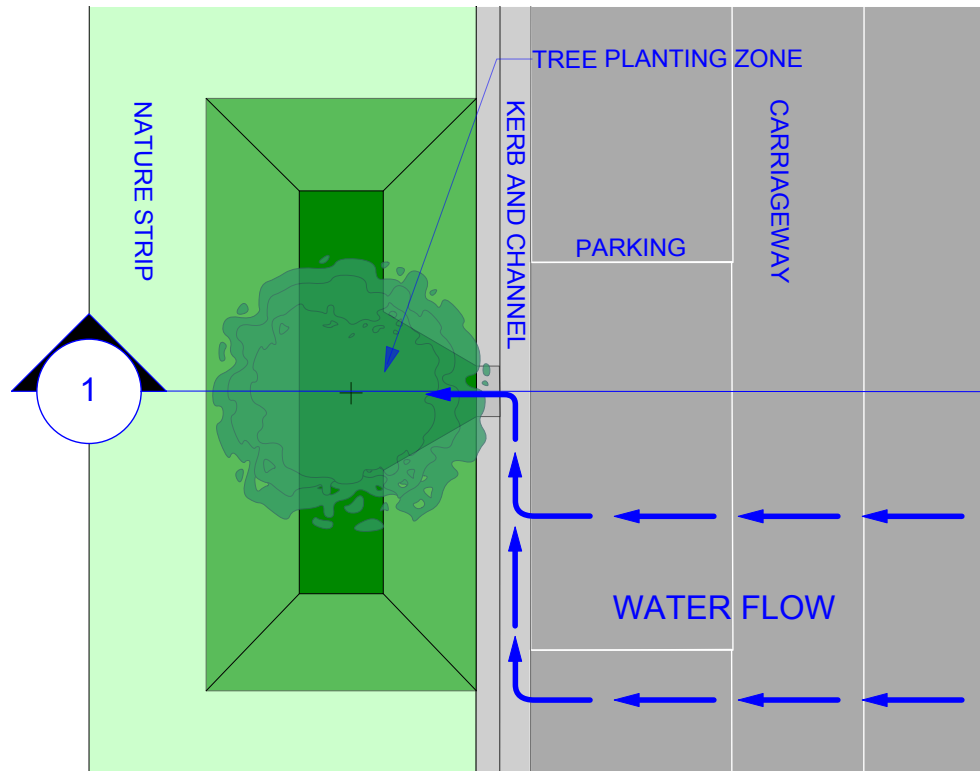 TREE PLANTING ZONE
NATURE STRIP
KERB AND CHANNEL
CARRIAGEWAY
PARKING
1
WATER FLOW